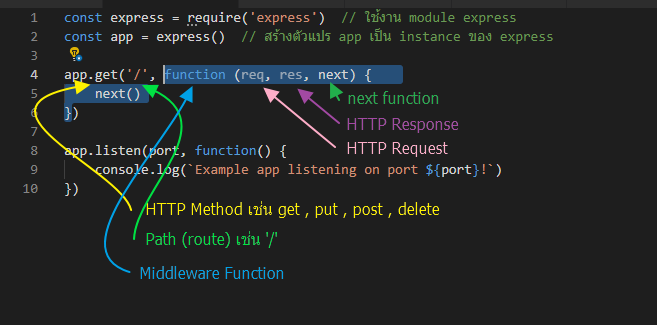 1 const express = require('express') // ใช้งาน module express
2 const app = express() // สร้างตัวแปร app เป็น instance ของ express
3
4 app.get('/', function (req, res, next) {
5 next()
6 })
7
8 app.listen(port, function() {
9 console.log(`Example app listening on port ${port}!`)
10 })
next function
HTTP Response
HTTP Request
HTTP Method เช่น get , put , post , delete
Path (route) เช่น '/'
Middleware Function